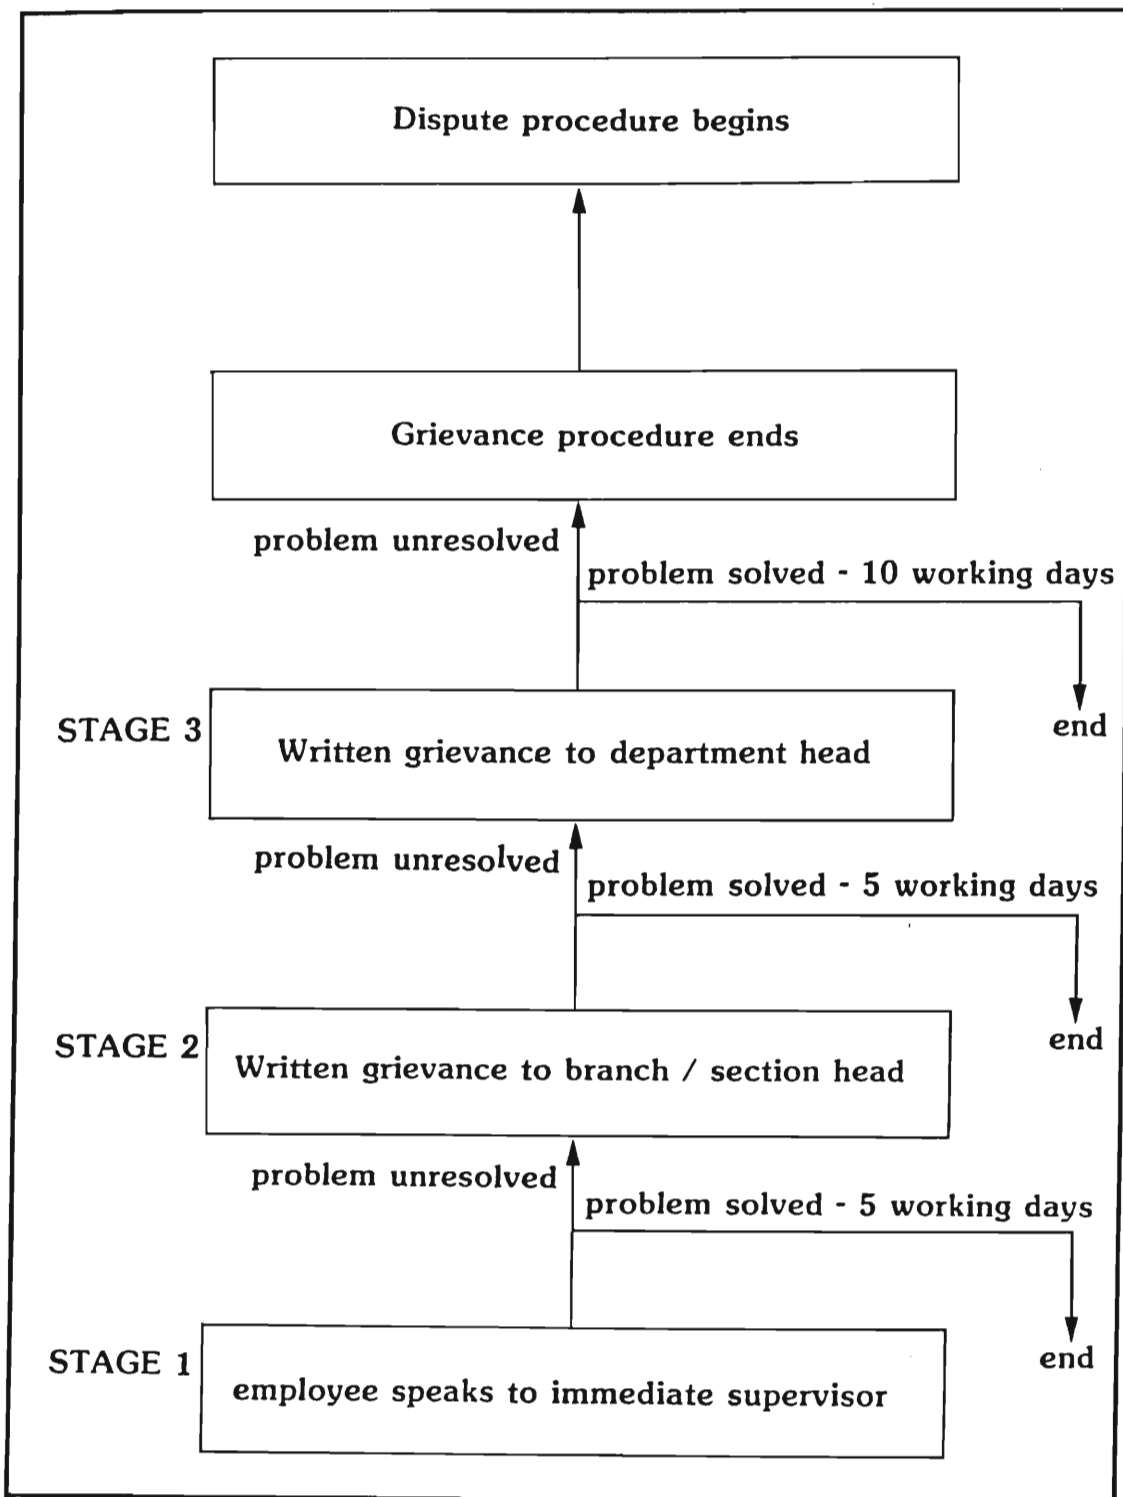 Dispute procedure begins
Grievance procedure ends
problem unresolved
problem solved - 10 working days
end
STAGE 3
Written grievance to department head
problem unresolved
problem solved - 5 working days
end
STAGE 2
Written grievance to branch / section head
problem unresolved
problem solved - 5 working days
end
STAGE 1
employee speaks to immediate supervisor